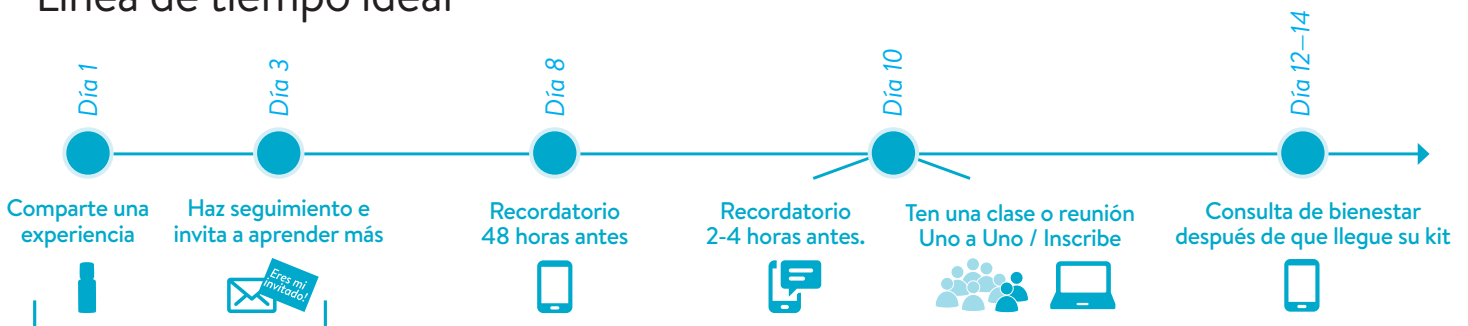 Línea de tiempo ideal
Día 1
Día 3
Día 8
Día 10
Día 12–14
Comparte una
experiencia
Haz seguimiento e
invita a aprender más
Eres mi
invitado!
Recordatorio
48 horas antes
Recordatorio
2-4 horas antes.
Ten una clase o reunión
Uno a Uno / Inscribe
Consulta de bienestar
después de que llegue su kit